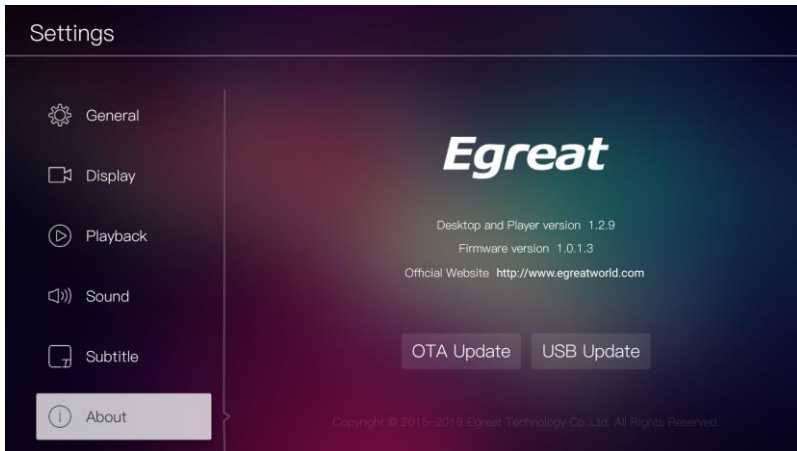 Settings
General
Display
Playback
Sound
Subtitle
About
Egreat
Desktop and Player version 1.2.9
Firmware version 1.0.1.3
Official Website http://www.egreatworld.com
OTA Update
USB Update
Copyright © 2015-2018 Egreat Technology Co.,Ltd. All Rights Reserved.